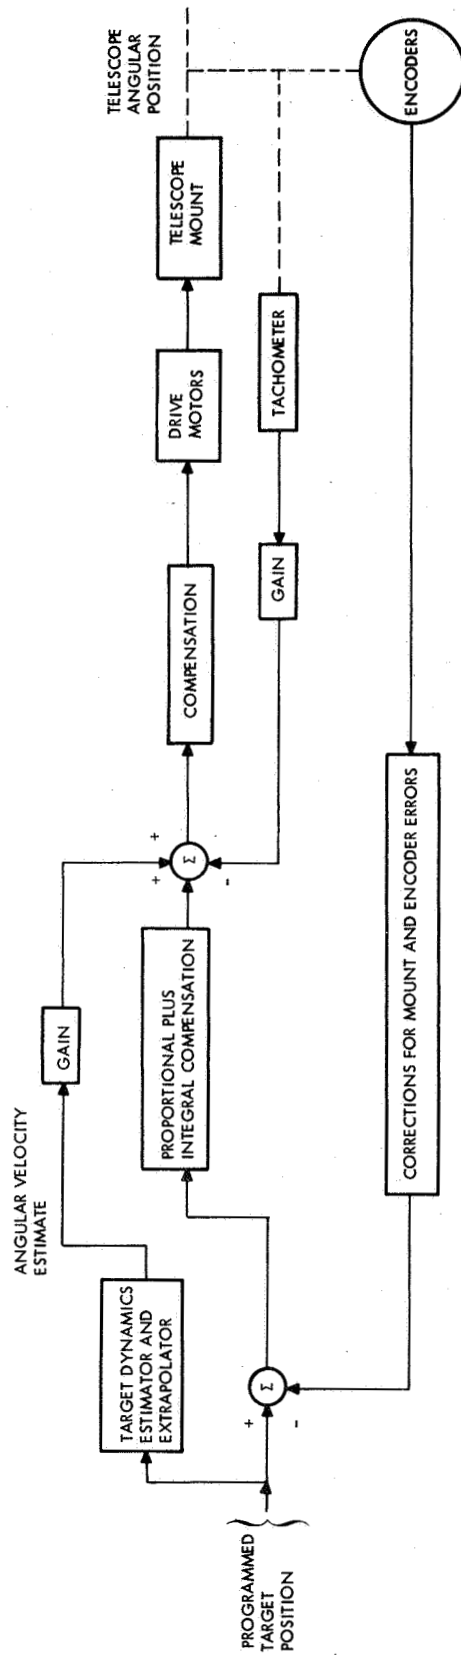 PROGRAMMED
TARGET
POSITION
TARGET DYNAMICS
ESTIMATOR AND
EXTRAPOLATOR
ANGULAR VELOCITY
ESTIMATE
GAIN
+
-
Σ
PROPORTIONAL PLUS
INTEGRAL COMPENSATION
+
+
-
Σ
COMPENSATION
DRIVE
MOTORS
TELESCOPE
MOUNT
TELESCOPE
ANGULAR
POSITION
GAIN
TACHOMETER
ENCODERS
CORRECTIONS FOR MOUNT AND ENCODER ERRORS